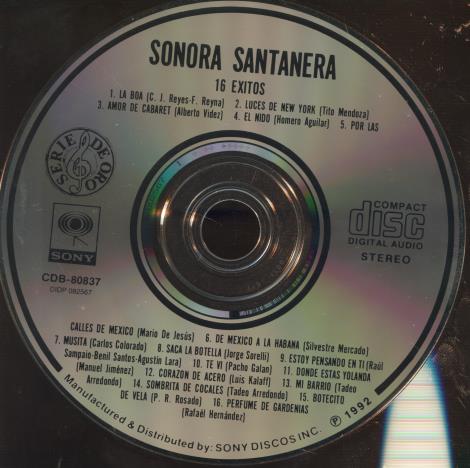 SONORA SANTANERA
16 EXITOS
1. LA BOA (C. J. Reyes-F. Reyna) 2. LUCES DE NEW YORK (Tito Mendoza)
3. AMOR DE CABARET (Alberto Videz) 4. EL NIDO (Homero Aguilar) 5. POR LAS
SERIE DE ORO
SONY
CDB-80837
DIDP 082567
COMPACT
disc
DIGITAL AUDIO
STEREO
CALLES DE MEXICO (Mario De Jesús) 6. DE MEXICO A LA HABANA (Silvestre Mercado)
7. MUSITA (Carlos Colorado) 8. SACA LA BOTELLA (Jorge Sorelli) 9. ESTOY PENSANDO EN TI (Raúl
Sampaio-Benil Santos-Agustín Lara) 10. TE VI (Pacho Galan) 11. DONDE ESTAS YOLANDA
(Manuel Jiménez) 12. CORAZON DE ACERO (Luis Kalaff) 13. MI BARRIO (Tadeo
Arredondo) 14. SOMBRITA DE COCALES (Tadeo Arredondo) 15. BOTECITO
DE VELA (P. R. Rosado) 16. PERFUME DE GARDENIAS
(Rafaél Hernández)
Manufactured & Distributed by: SONY DISCOS INC. ℗ 1992